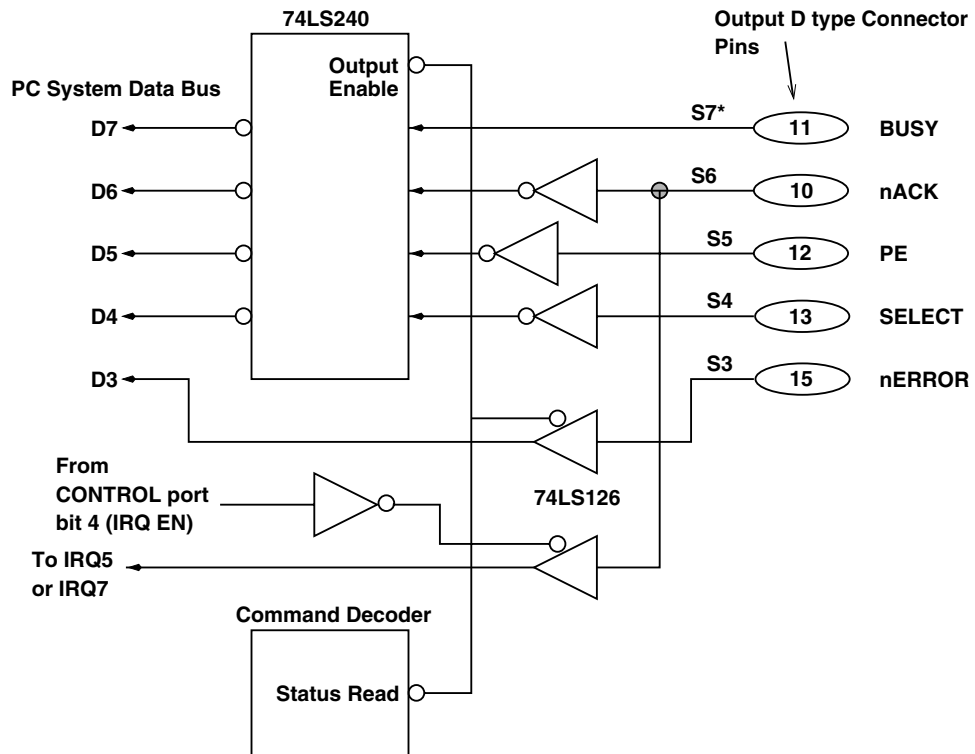 74LS240
Output D type Connector
Pins
Output
Enable
PC System Data Bus
D7
S7*
11
BUSY
D6
S6
10
nACK
D5
S5
12
PE
D4
S4
13
SELECT
D3
S3
15
nERROR
From
CONTROL port
bit 4 (IRQ EN)
74LS126
To IRQ5
or IRQ7
Command Decoder
Status Read